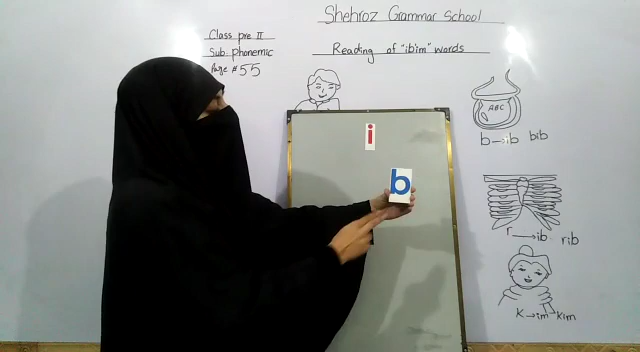 Shehroz Grammar School
Class pre II
Sub: phonemic
Page # 55
Reading of "ib im" words
ABC
b→ib bib
i
b
r→ib rib
K→im→Kim